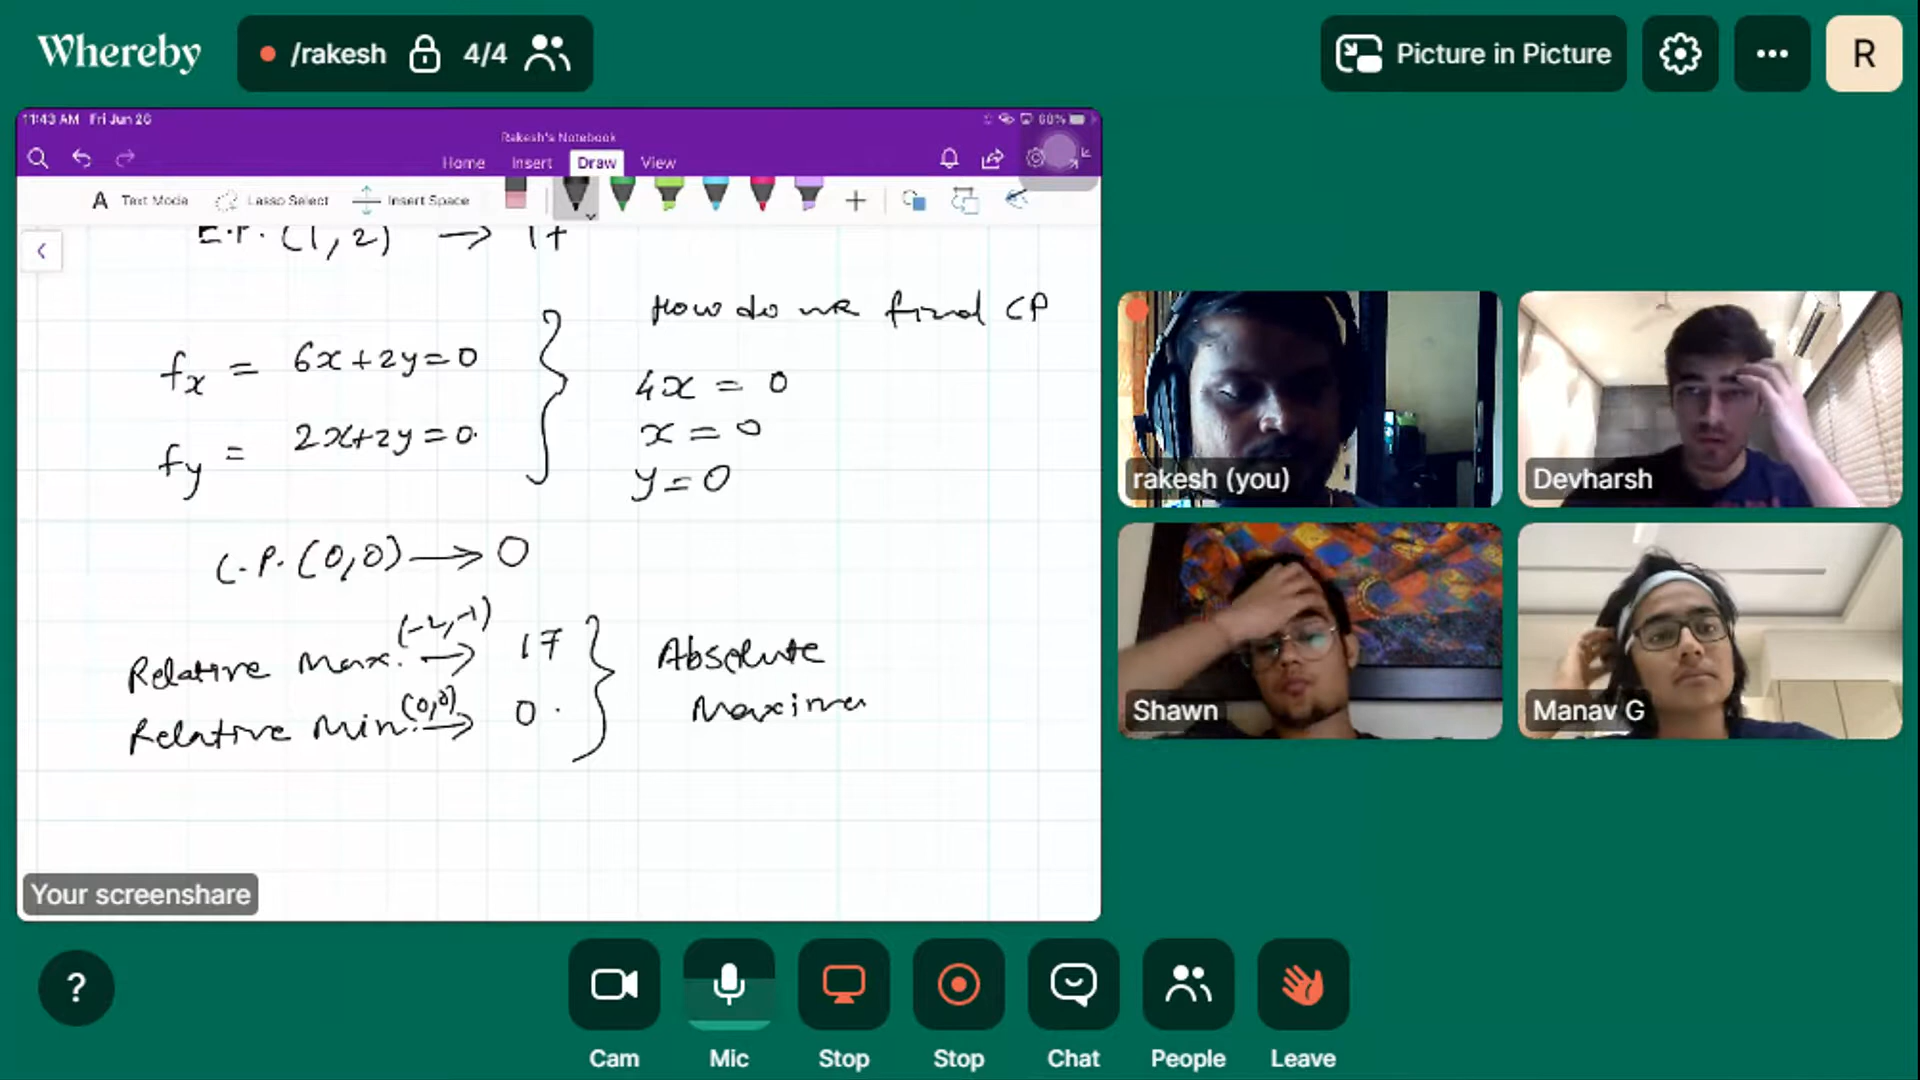 Whereby
/rakesh 4/4
Picture in Picture
R
11:43 AM Fri Jun 26
60%
Rakesh's Notebook
Home Insert Draw View
Text Mode Lasso Select Insert Space
(1,2) → 17
How do we find CP
fx = 6x+2y=0
4x = 0
fy = 2x+2y=0
x = 0
y=0
C.P. (0,0) → 0
Relative Max. (-2,-1) → 17
Relative Min. (0,0) → 0.
Absolute
Maxima
Your screenshare
rakesh (you)
Devharsh
Shawn
Manav G
?
Cam Mic Stop Stop Chat People Leave